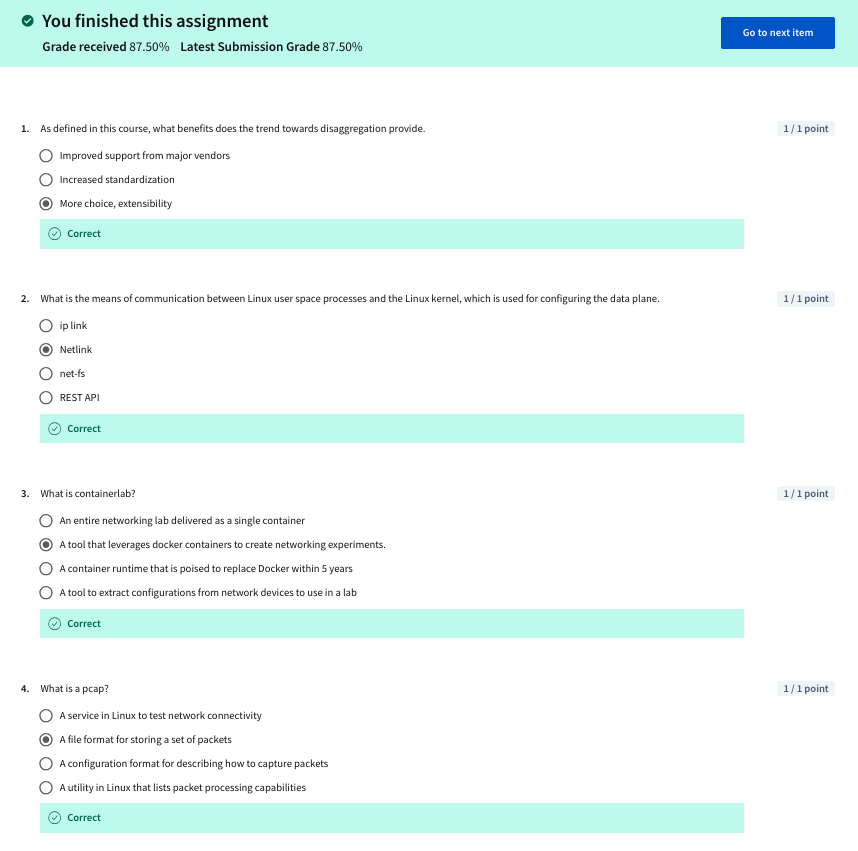 You finished this assignment
Grade received 87.50% Latest Submission Grade 87.50%
Go to next item
1. As defined in this course, what benefits does the trend towards disaggregation provide.
1 / 1 point
Improved support from major vendors
Increased standardization
More choice, extensibility
Correct
2. What is the means of communication between Linux user space processes and the Linux kernel, which is used for configuring the data plane.
1 / 1 point
ip link
Netlink
net-fs
REST API
Correct
3. What is containerlab?
1 / 1 point
An entire networking lab delivered as a single container
A tool that leverages docker containers to create networking experiments.
A container runtime that is poised to replace Docker within 5 years
A tool to extract configurations from network devices to use in a lab
Correct
4. What is a pcap?
1 / 1 point
A service in Linux to test network connectivity
A file format for storing a set of packets
A configuration format for describing how to capture packets
A utility in Linux that lists packet processing capabilities
Correct